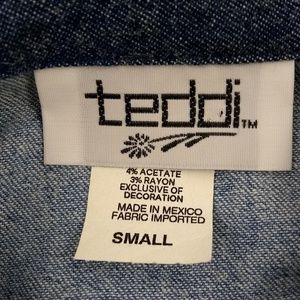 teddi™
4% ACETATE
3% RAYON
EXCLUSIVE OF
DECORATION
MADE IN MEXICO
FABRIC IMPORTED
SMALL